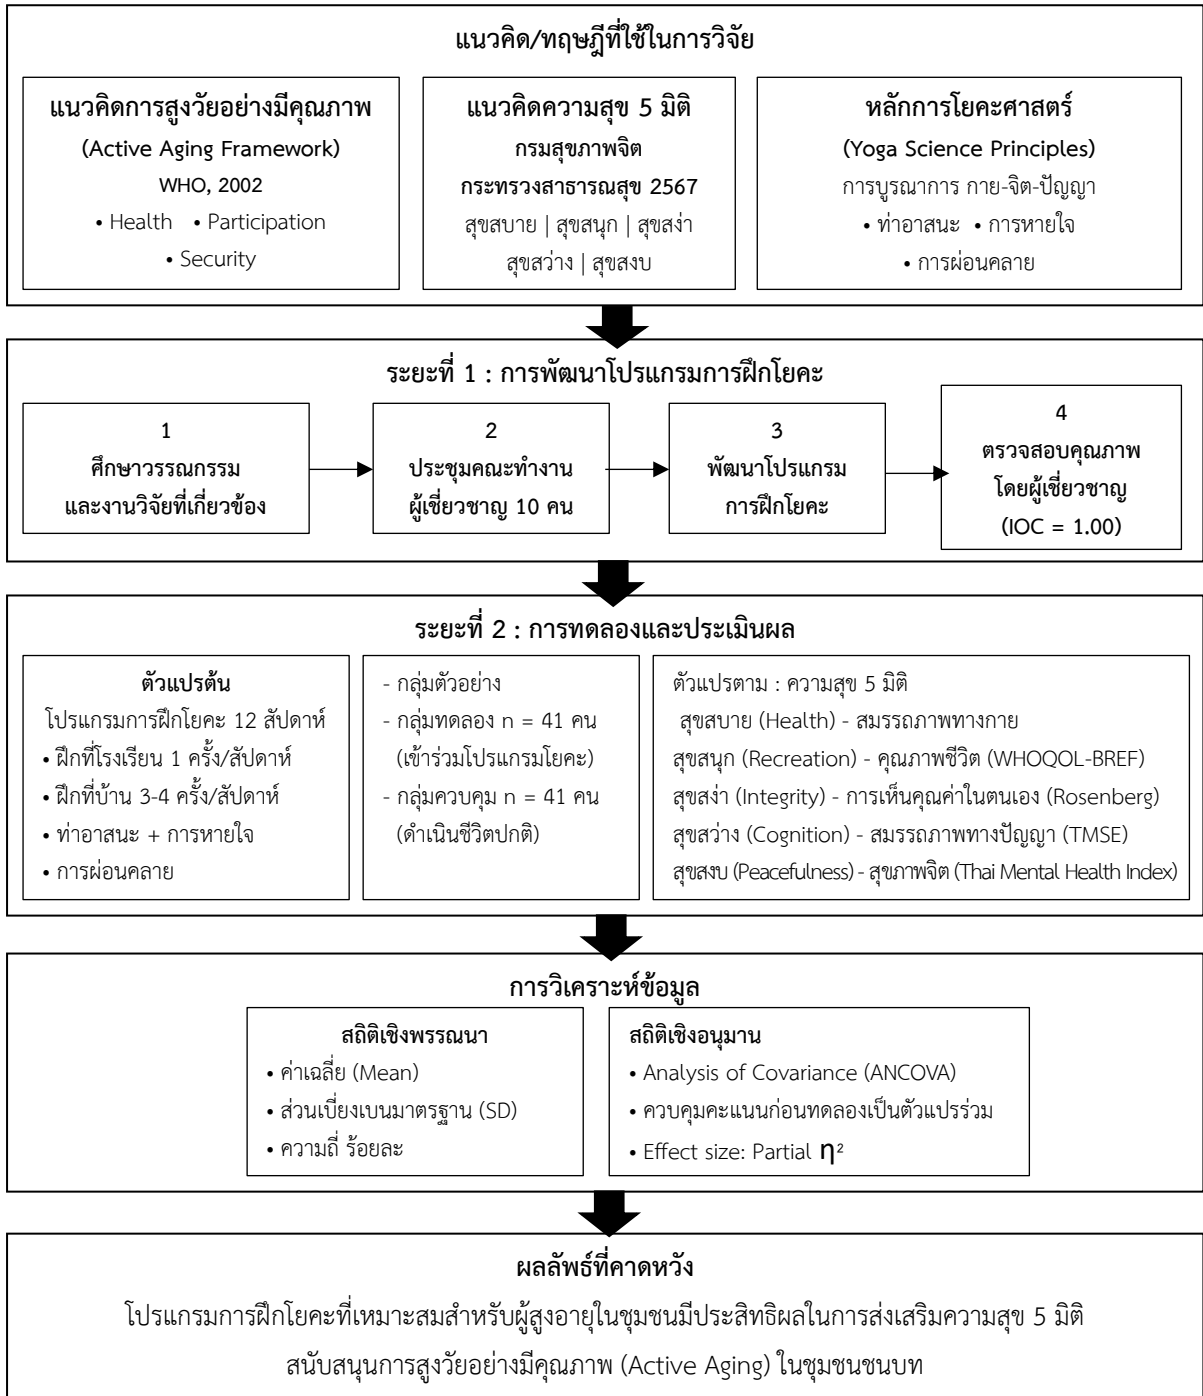 แนวคิด/ทฤษฎีที่ใช้ในการวิจัย
แนวคิดการสูงวัยอย่างมีคุณภาพ
(Active Aging Framework)
WHO, 2002
• Health • Participation
• Security
แนวคิดความสุข 5 มิติ
กรมสุขภาพจิต
กระทรวงสาธารณสุข 2567
สุขสบาย | สุขสนุก | สุขสง่า
สุขสว่าง | สุขสงบ
หลักการโยคะศาสตร์
(Yoga Science Principles)
การบูรณาการ กาย-จิต-ปัญญา
• ท่าอาสนะ • การหายใจ
• การผ่อนคลาย
ระยะที่ 1 : การพัฒนาโปรแกรมการฝึกโยคะ
1
ศึกษาวรรณกรรม
และงานวิจัยที่เกี่ยวข้อง
2
ประชุมคณะทำงาน
ผู้เชี่ยวชาญ 10 คน
3
พัฒนาโปรแกรม
การฝึกโยคะ
4
ตรวจสอบคุณภาพ
โดยผู้เชี่ยวชาญ
(IOC = 1.00)
ระยะที่ 2 : การทดลองและประเมินผล
ตัวแปรต้น
โปรแกรมการฝึกโยคะ 12 สัปดาห์
• ฝึกที่โรงเรียน 1 ครั้ง/สัปดาห์
• ฝึกที่บ้าน 3-4 ครั้ง/สัปดาห์
• ท่าอาสนะ + การหายใจ
• การผ่อนคลาย
- กลุ่มตัวอย่าง
- กลุ่มทดลอง n = 41 คน
(เข้าร่วมโปรแกรมโยคะ)
- กลุ่มควบคุม n = 41 คน
(ดำเนินชีวิตปกติ)
ตัวแปรตาม : ความสุข 5 มิติ
สุขสบาย (Health) - สมรรถภาพทางกาย
สุขสนุก (Recreation) - คุณภาพชีวิต (WHOQOL-BREF)
สุขสง่า (Integrity) - การเห็นคุณค่าในตนเอง (Rosenberg)
สุขสว่าง (Cognition) - สมรรถภาพทางปัญญา (TMSE)
สุขสงบ (Peacefulness) - สุขภาพจิต (Thai Mental Health Index)
การวิเคราะห์ข้อมูล
สถิติเชิงพรรณนา
• ค่าเฉลี่ย (Mean)
• ส่วนเบี่ยงเบนมาตรฐาน (SD)
• ความถี่ ร้อยละ
สถิติเชิงอนุมาน
• Analysis of Covariance (ANCOVA)
• ควบคุมคะแนนก่อนทดลองเป็นตัวแปรร่วม
• Effect size: Partial η²
ผลลัพธ์ที่คาดหวัง
โปรแกรมการฝึกโยคะที่เหมาะสมสำหรับผู้สูงอายุในชุมชนมีประสิทธิผลในการส่งเสริมความสุข 5 มิติ
สนับสนุนการสูงวัยอย่างมีคุณภาพ (Active Aging) ในชุมชนชนบท